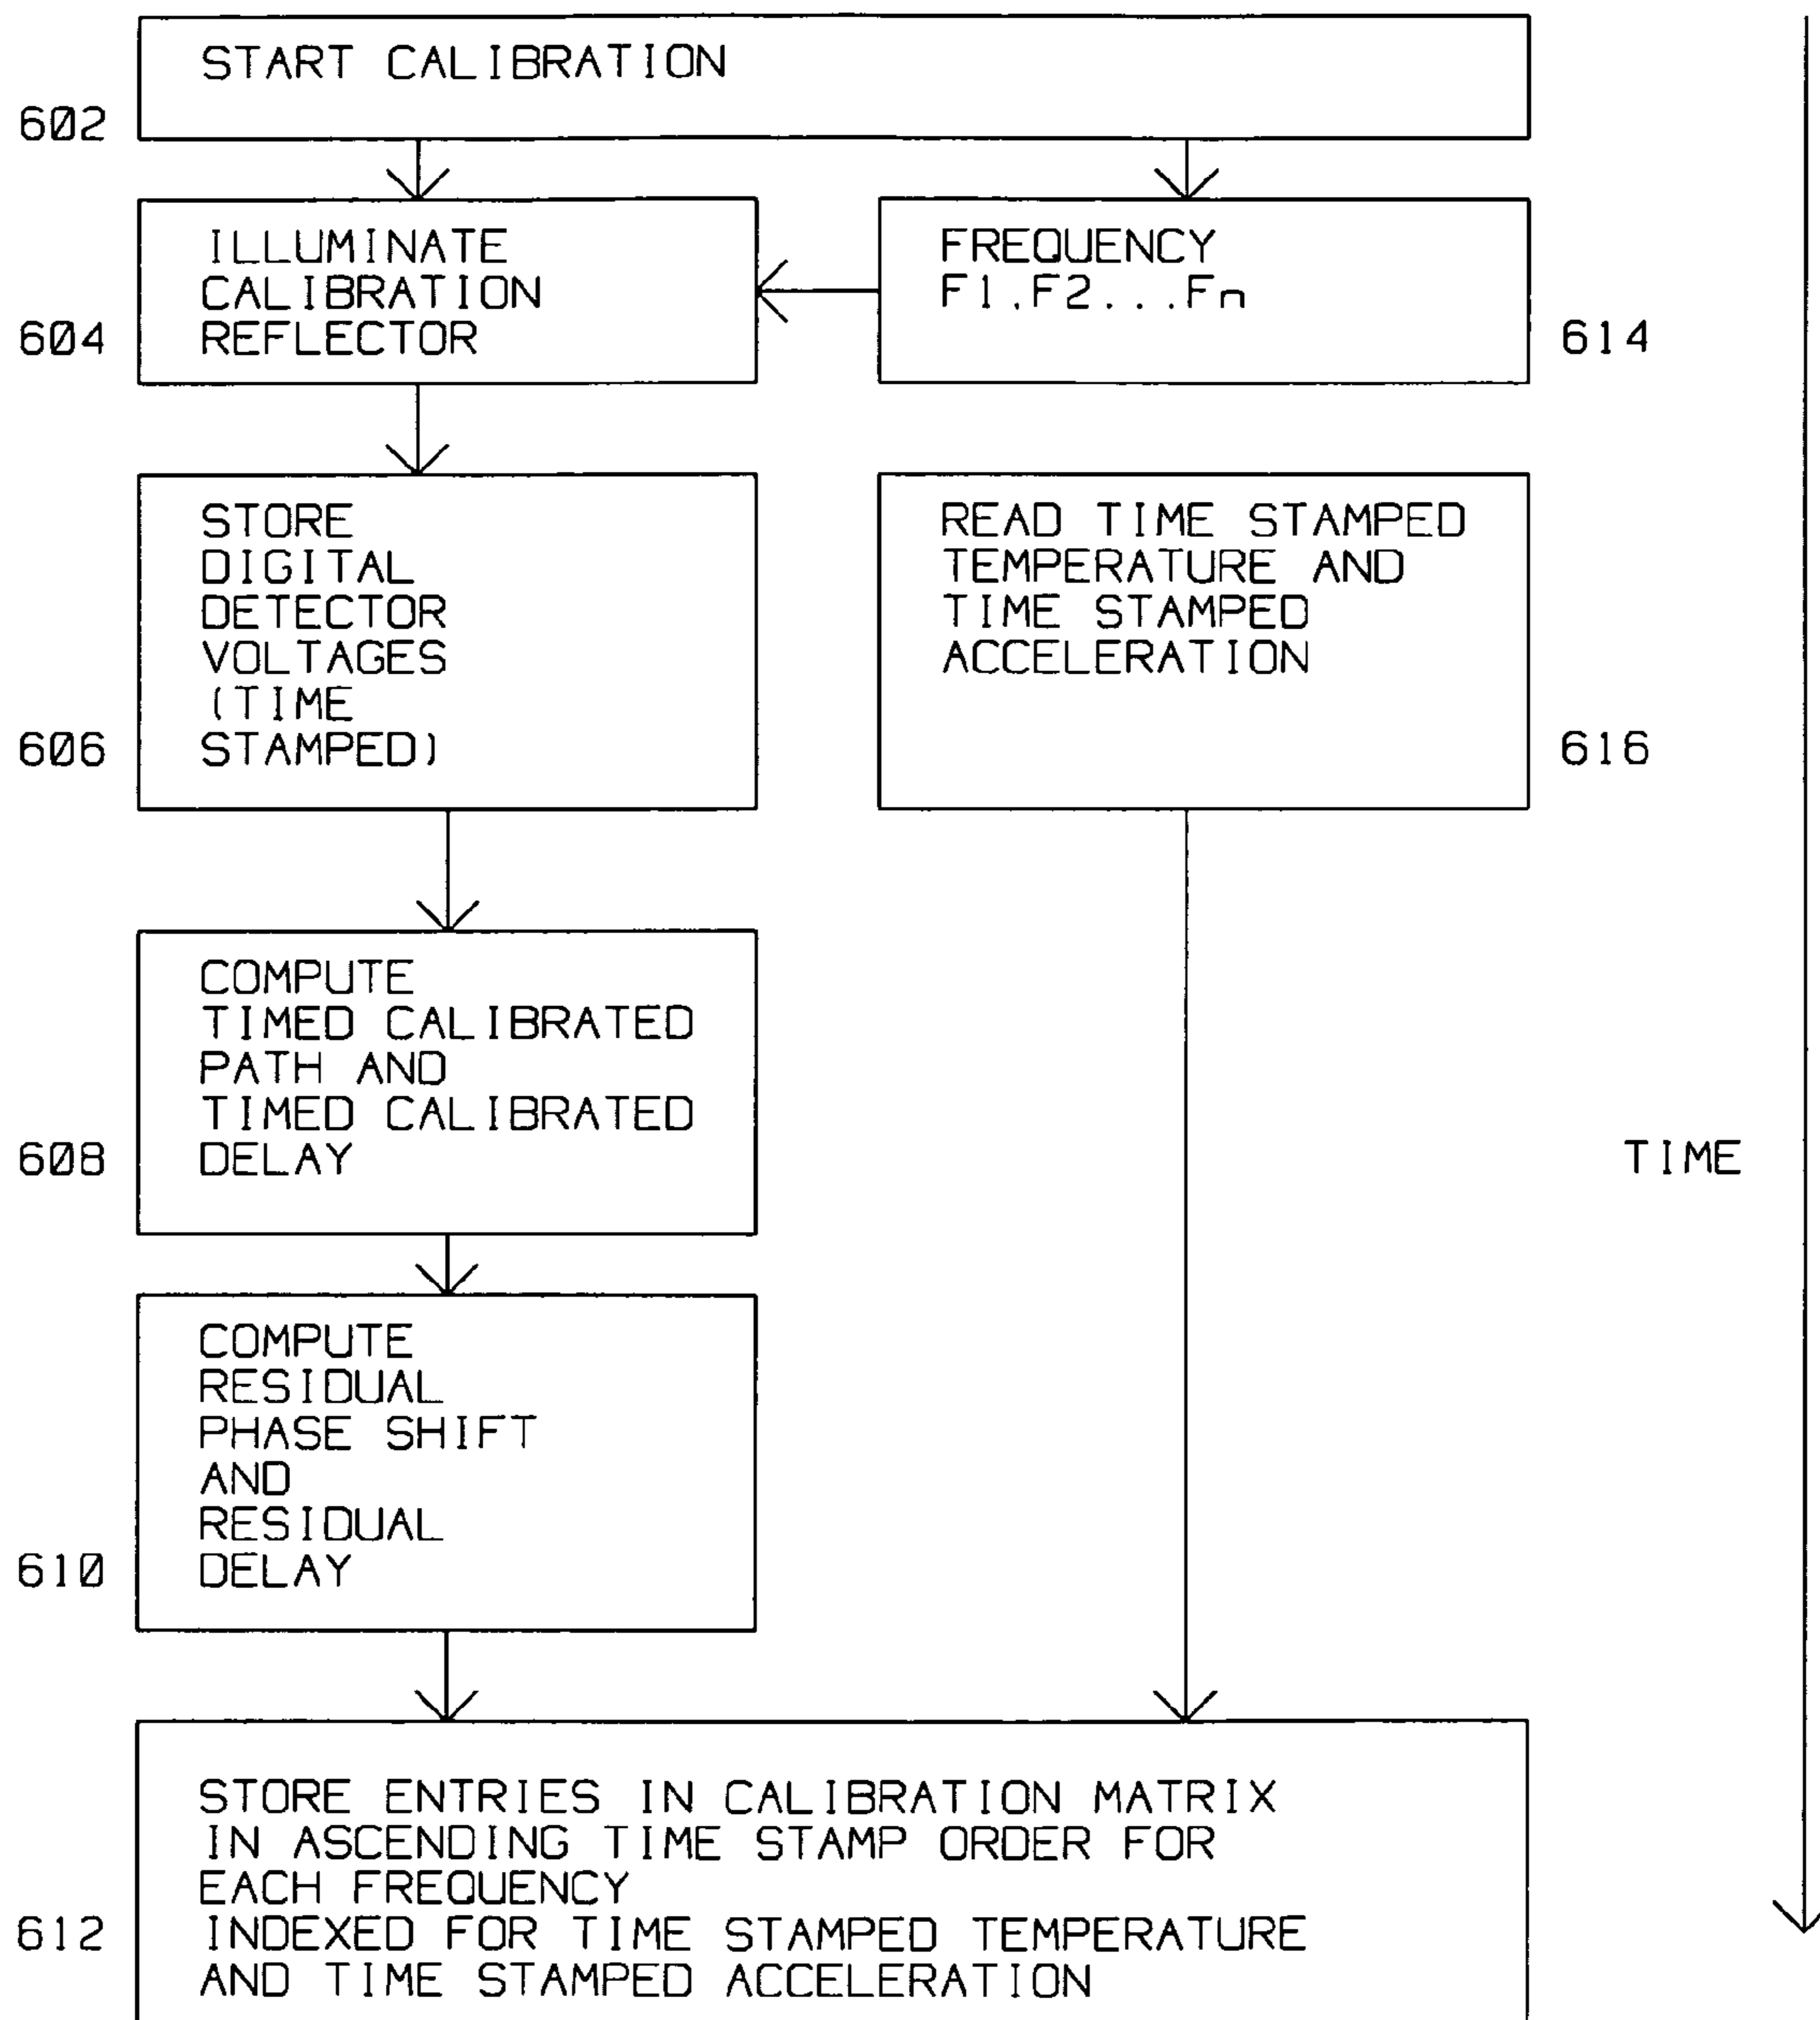 START CALIBRATION
602
ILLUMINATE
CALIBRATION
REFLECTOR
604
FREQUENCY
F1,F2...Fn
614
STORE
DIGITAL
DETECTOR
VOLTAGES
(TIME
STAMPED)
606
READ TIME STAMPED
TEMPERATURE AND
TIME STAMPED
ACCELERATION
616
COMPUTE
TIMED CALIBRATED
PATH AND
TIMED CALIBRATED
DELAY
608
TIME
COMPUTE
RESIDUAL
PHASE SHIFT
AND
RESIDUAL
DELAY
610
STORE ENTRIES IN CALIBRATION MATRIX
IN ASCENDING TIME STAMP ORDER FOR
EACH FREQUENCY
INDEXED FOR TIME STAMPED TEMPERATURE
AND TIME STAMPED ACCELERATION
612